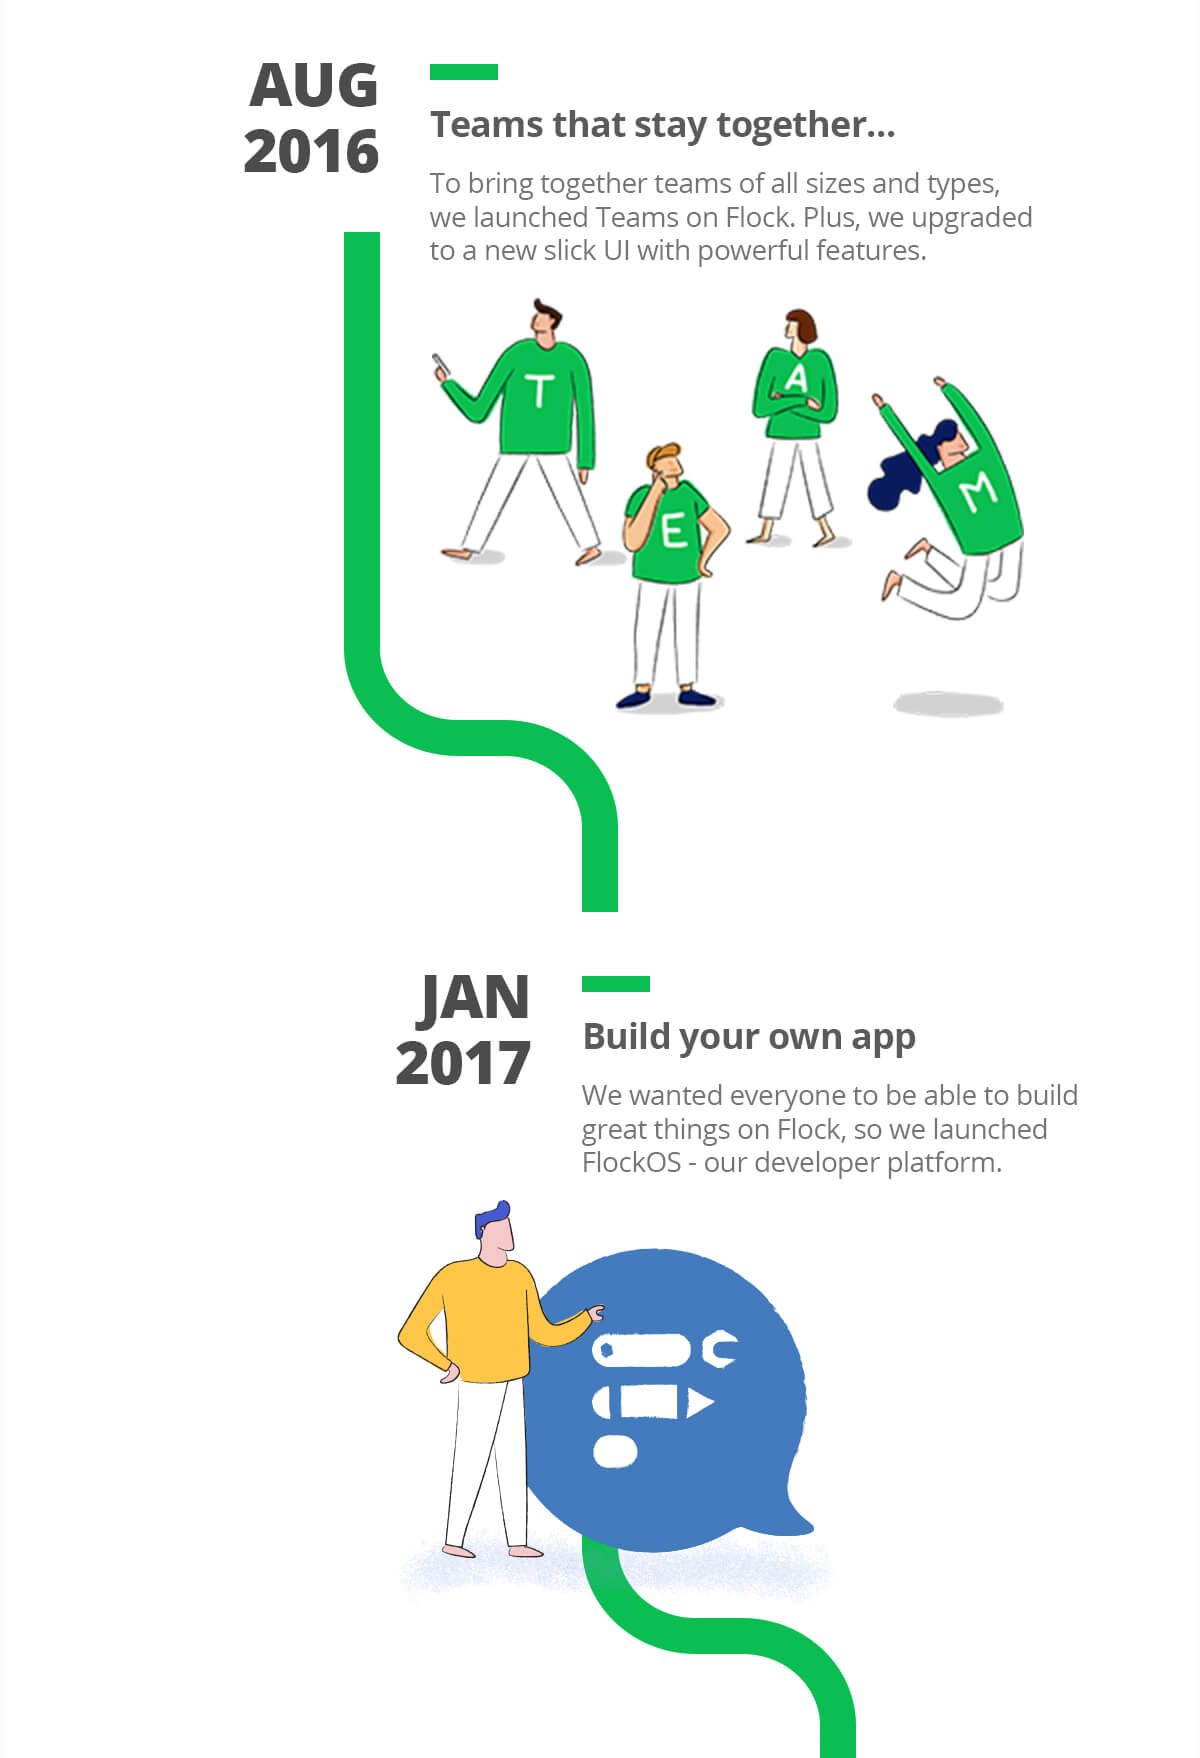 AUG
2016
Teams that stay together...
To bring together teams of all sizes and types,
we launched Teams on Flock. Plus, we upgraded
to a new slick UI with powerful features.
T
E
A
M
JAN
2017
Build your own app
We wanted everyone to be able to build
great things on Flock, so we launched
FlockOS - our developer platform.